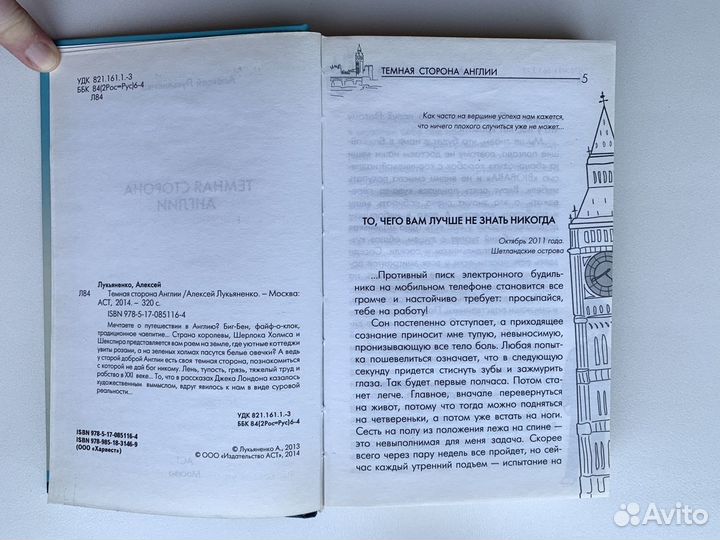 УДК 821.161.1.-3
ББК 84(2Рос=Рус)6-4
Л84
ТЕМНАЯ СТОРОНА
АНГЛИИ
Лукьяненко, Алексей
Л84 Темная сторона Англии /Алексей Лукьяненко. – Москва:
АСТ, 2014. – 320 с.
ISBN 978-5-17-085116-4
Мечтаете о путешествии в Англию? Биг-Бен, файф-о-клок,
традиционное чаепитие... Страна королевы, Шерлока Холмса и
Шекспира представляется вам раем на земле, где уютные коттеджи
увиты розами, а на зеленых холмах пасутся белые овечки? А ведь
у старой доброй Англии есть своя темная сторона, познакомиться
с которой не дай бог никому. Лень, тупость, грязь, тяжелый труд и
рабство в XXI веке... То, что в рассказах Джека Лондона казалось
художественным вымыслом, вдруг явилось к нам в виде суровой
реальности...
УДК 821.161.1.-3
ББК 84(2Рос=Рус)6-4
ISBN 978-5-17-085116-4
ISBN 978-985-18-3146-9
(ООО «Харвест»)
© Лукьяненко А., 2013
© ООО «Издательство АСТ», 2014
ТЕМНАЯ СТОРОНА АНГЛИИ
5
Как часто на вершине успеха нам кажется,
что ничего плохого случиться уже не может...
ТО, ЧЕГО ВАМ ЛУЧШЕ НЕ ЗНАТЬ НИКОГДА
Октябрь 2011 года.
Шетландские острова
...Противный писк электронного будиль-
ника на мобильном телефоне становится все
громче и настойчиво требует: просыпайся,
тебе на работу!
Сон постепенно отступает, а приходящее
сознание приносит мне тупую, невыносимую,
пронизывающую все тело боль. Любая попыт-
ка пошевелиться означает, что в следующую
секунду придется стиснуть зубы и зажмурить
глаза. Так будет первые полчаса. Потом ста-
нет легче. Главное, вначале перевернуться
на живот, потому что тогда можно подняться
на четвереньки, а потом уже встать на ноги.
Сесть на полу из положения лежа на спине –
это невыполнимая для меня задача. Скорее
всего через пару недель все пройдет, но сей-
час каждый утренний подъем – испытание на
Avito